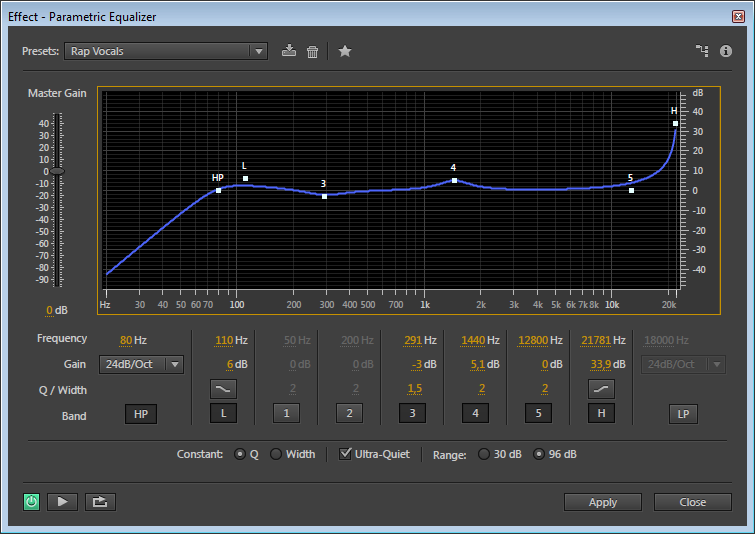 Effect - Parametric Equalizer
Presets: Rap Vocals
Master Gain
dB
40 30 20 10 0 -10 -20 -30 -40 -50 -60 -70 -80 -90
HP L 3 4 5 H
40 30 20 10 0 -10 -20 -30 -40
Hz 30 40 50 60 70 100 200 300 400 500 700 1k 2k 3k 4k 5k 6k 7k 8k 10k 20k
0 dB
Frequency 80 Hz 110 Hz 50 Hz 200 Hz 291 Hz 1440 Hz 12800 Hz 21781 Hz 18000 Hz
Gain 24dB/Oct 6 dB 0 dB 0 dB -3 dB 5,1 dB 0 dB 33,9 dB 24dB/Oct
Q / Width 2 2 1,5 2 2
Band HP L 1 2 3 4 5 H LP
Constant: Q Width Ultra-Quiet Range: 30 dB 96 dB
Apply Close